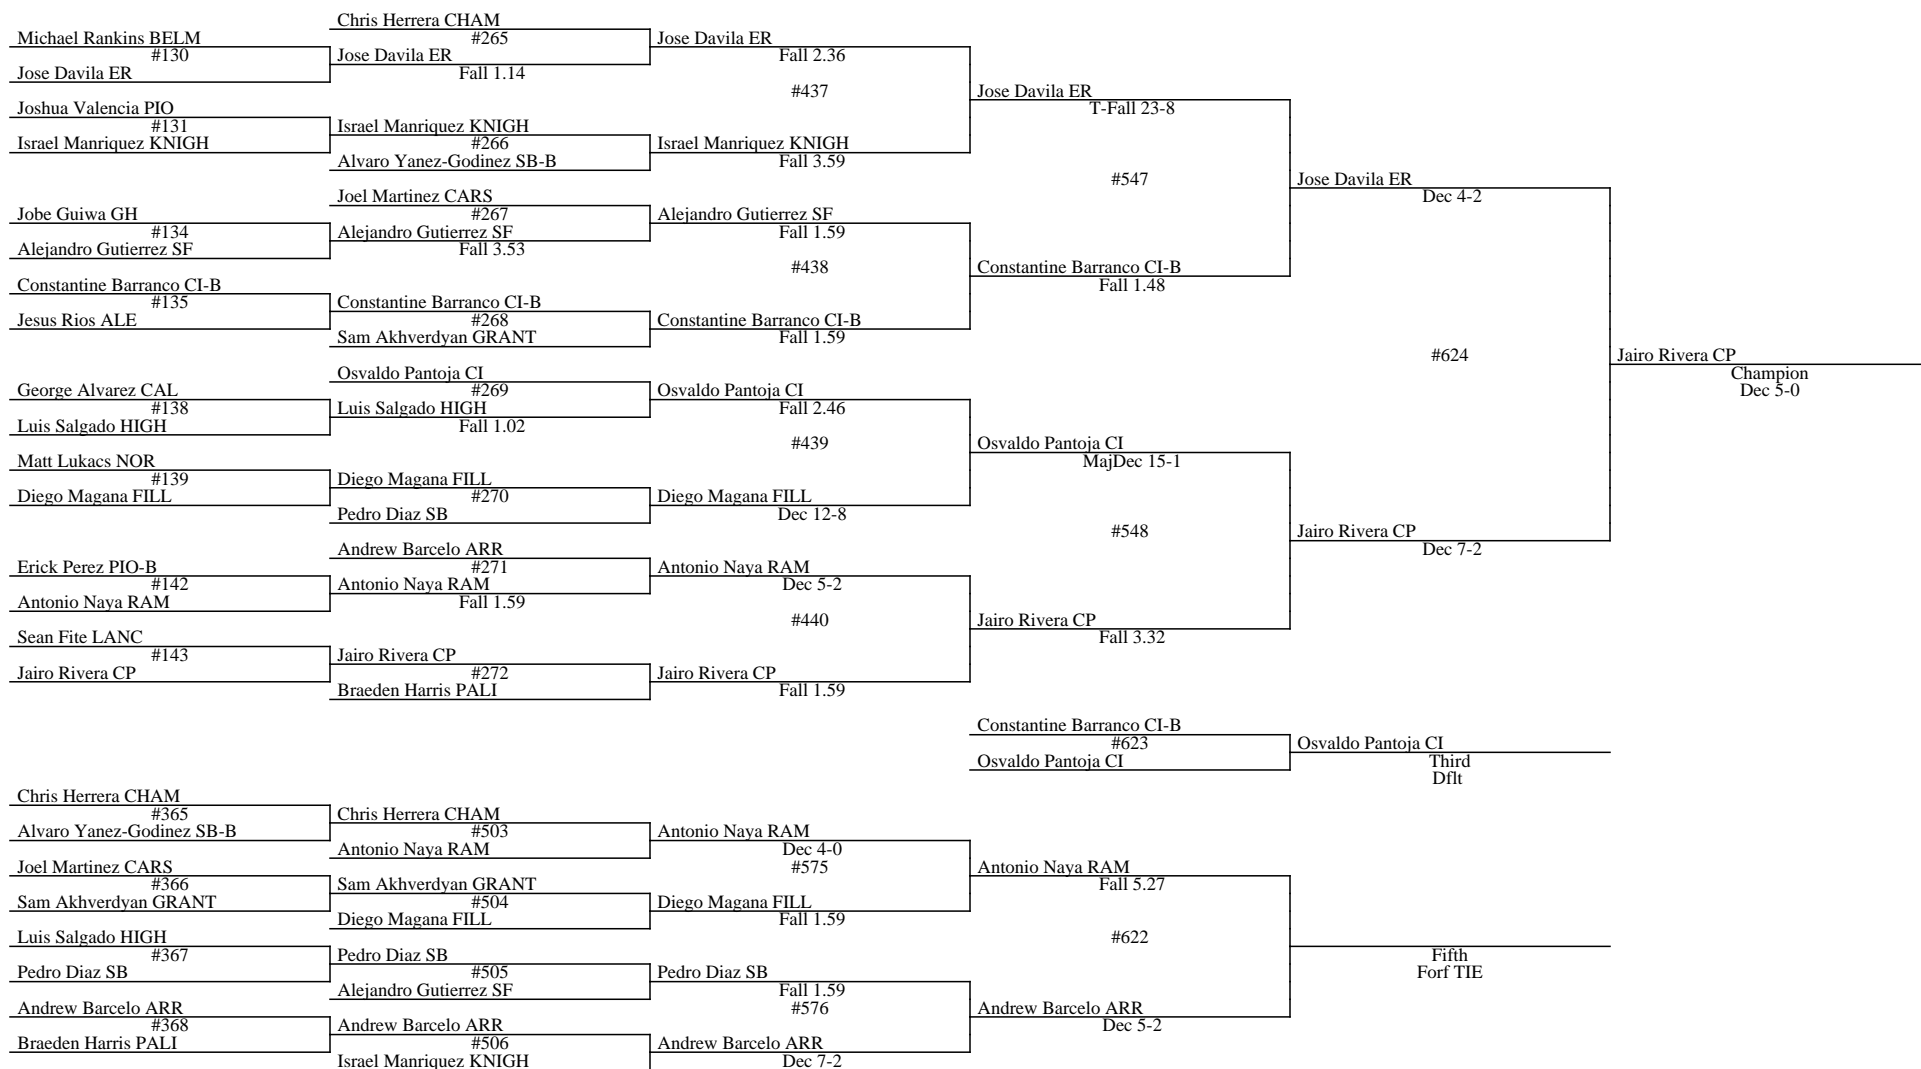 Chris Herrera CHAM
Michael Rankins BELM
#265
Jose Davila ER
#130
Jose Davila ER
Fall 2.36
Jose Davila ER
Fall 1.14
#437
Jose Davila ER
Joshua Valencia PIO
T-Fall 23-8
#131
Israel Manriquez KNIGH
Israel Manriquez KNIGH
#266
Israel Manriquez KNIGH
Alvaro Yanez-Godinez SB-B
Fall 3.59
#547
Jose Davila ER
Joel Martinez CARS
Dec 4-2
Jobe Guiwa GH
#267
Alejandro Gutierrez SF
#134
Alejandro Gutierrez SF
Fall 1.59
Alejandro Gutierrez SF
Fall 3.53
#438
Constantine Barranco CI-B
Constantine Barranco CI-B
Fall 1.48
#135
Constantine Barranco CI-B
Jesus Rios ALE
#268
Constantine Barranco CI-B
Sam Akhverdyan GRANT
Fall 1.59
#624
Jairo Rivera CP
Osvaldo Pantoja CI
Champion
George Alvarez CAL
#269
Osvaldo Pantoja CI
Dec 5-0
#138
Luis Salgado HIGH
Fall 2.46
Luis Salgado HIGH
Fall 1.02
#439
Osvaldo Pantoja CI
Matt Lukacs NOR
MajDec 15-1
#139
Diego Magana FILL
Diego Magana FILL
#270
Diego Magana FILL
Pedro Diaz SB
Dec 12-8
#548
Jairo Rivera CP
Andrew Barcelo ARR
Dec 7-2
Erick Perez PIO-B
#271
Antonio Naya RAM
#142
Antonio Naya RAM
Dec 5-2
Antonio Naya RAM
Fall 1.59
#440
Jairo Rivera CP
Sean Fite LANC
Fall 3.32
#143
Jairo Rivera CP
Jairo Rivera CP
#272
Jairo Rivera CP
Braeden Harris PALI
Fall 1.59
Constantine Barranco CI-B
#623
Osvaldo Pantoja CI
Osvaldo Pantoja CI
Third
Dflt
Chris Herrera CHAM
#365
Chris Herrera CHAM
Alvaro Yanez-Godinez SB-B
#503
Antonio Naya RAM
Antonio Naya RAM
Dec 4-0
Joel Martinez CARS
#575
Antonio Naya RAM
#366
Sam Akhverdyan GRANT
Fall 5.27
Sam Akhverdyan GRANT
#504
Diego Magana FILL
Diego Magana FILL
Fall 1.59
Luis Salgado HIGH
#622
#367
Pedro Diaz SB
Fifth
Pedro Diaz SB
#505
Pedro Diaz SB
Forf TIE
Alejandro Gutierrez SF
Fall 1.59
Andrew Barcelo ARR
#576
Andrew Barcelo ARR
#368
Andrew Barcelo ARR
Dec 5-2
Braeden Harris PALI
#506
Andrew Barcelo ARR
Israel Manriquez KNIGH
Dec 7-2